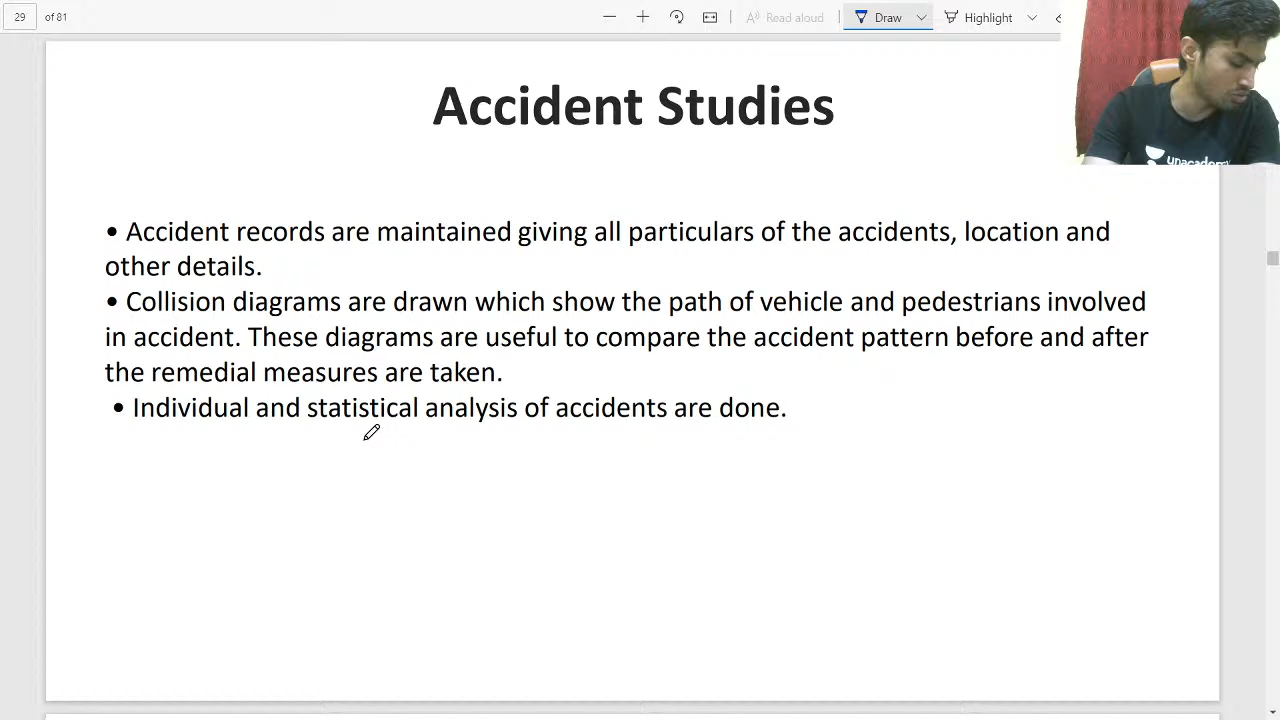 29 of 81
Read aloud
Draw
Highlight
Accident Studies
unacademy
• Accident records are maintained giving all particulars of the accidents, location and
other details.
• Collision diagrams are drawn which show the path of vehicle and pedestrians involved
in accident. These diagrams are useful to compare the accident pattern before and after
the remedial measures are taken.
• Individual and statistical analysis of accidents are done.